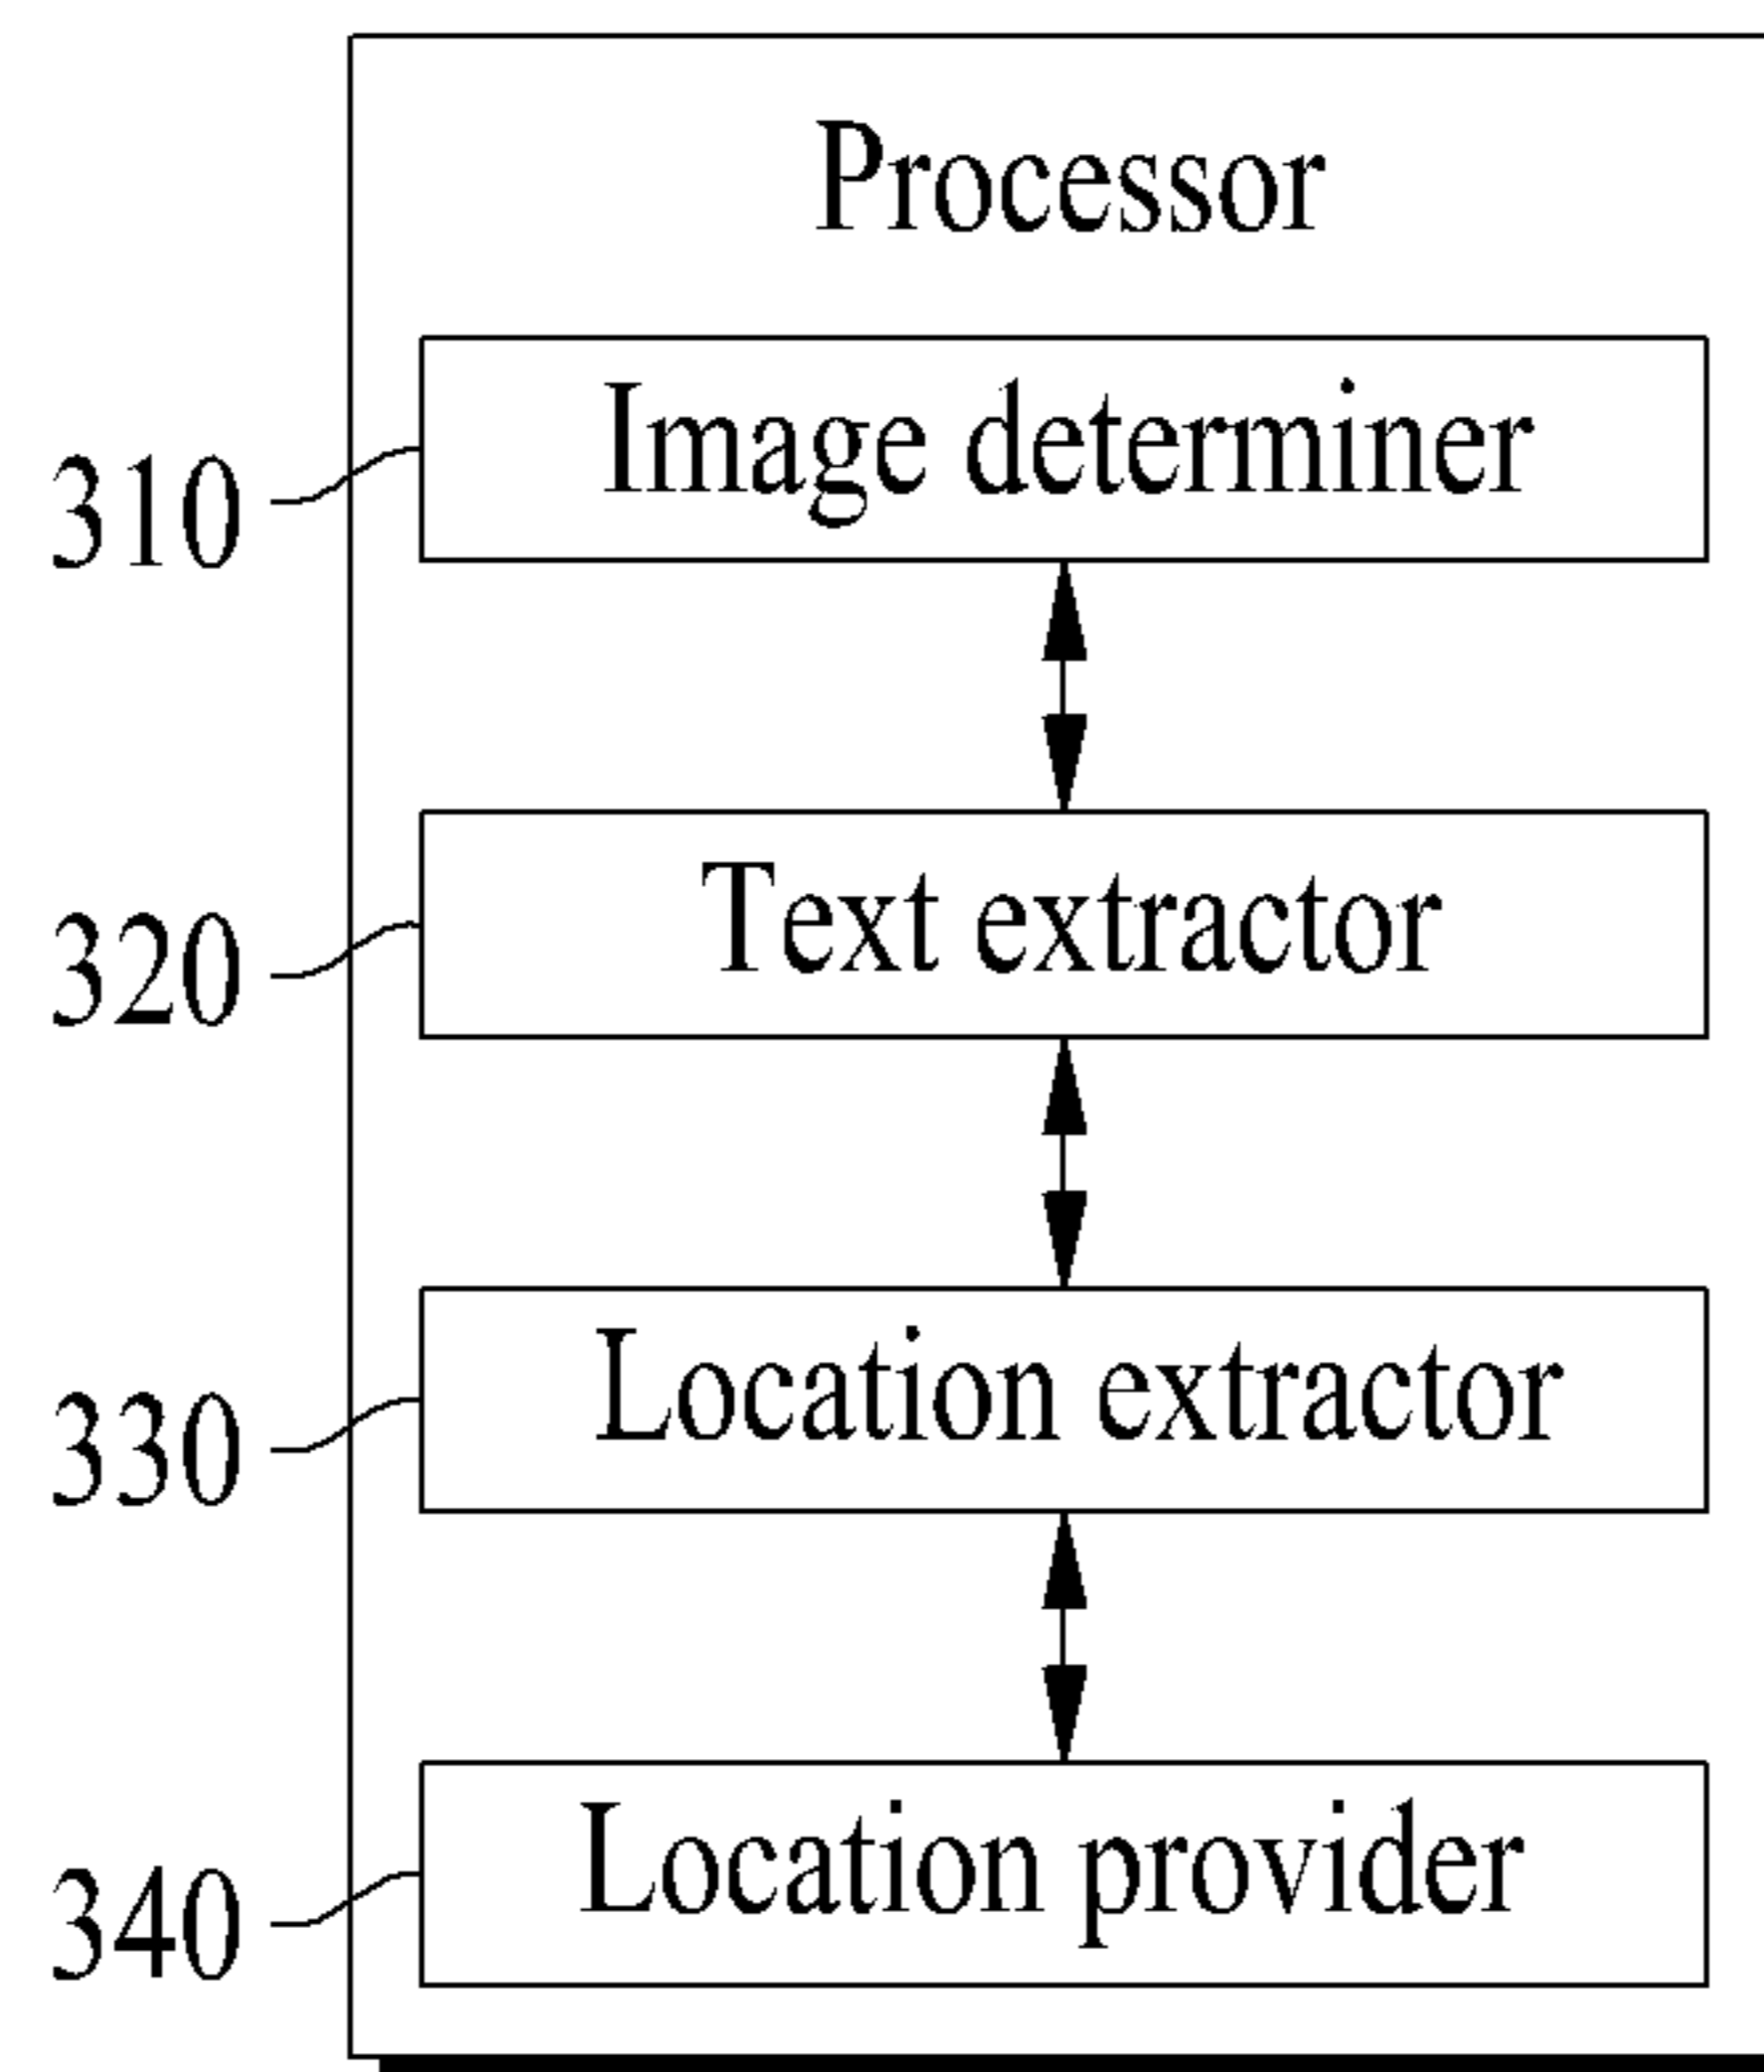 Processor
310
Image determiner
320
Text extractor
330
Location extractor
340
Location provider